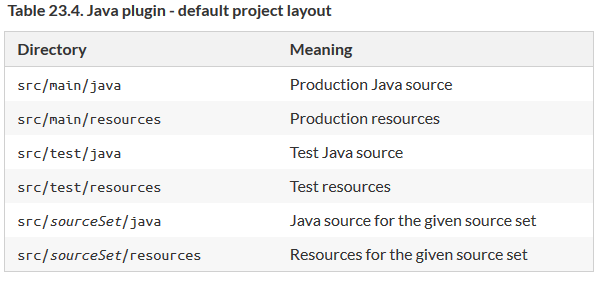 Table 23.4. Java plugin - default project layout
Directory Meaning
src/main/java Production Java source
src/main/resources Production resources
src/test/java Test Java source
src/test/resources Test resources
src/sourceSet/java Java source for the given source set
src/sourceSet/resources Resources for the given source set